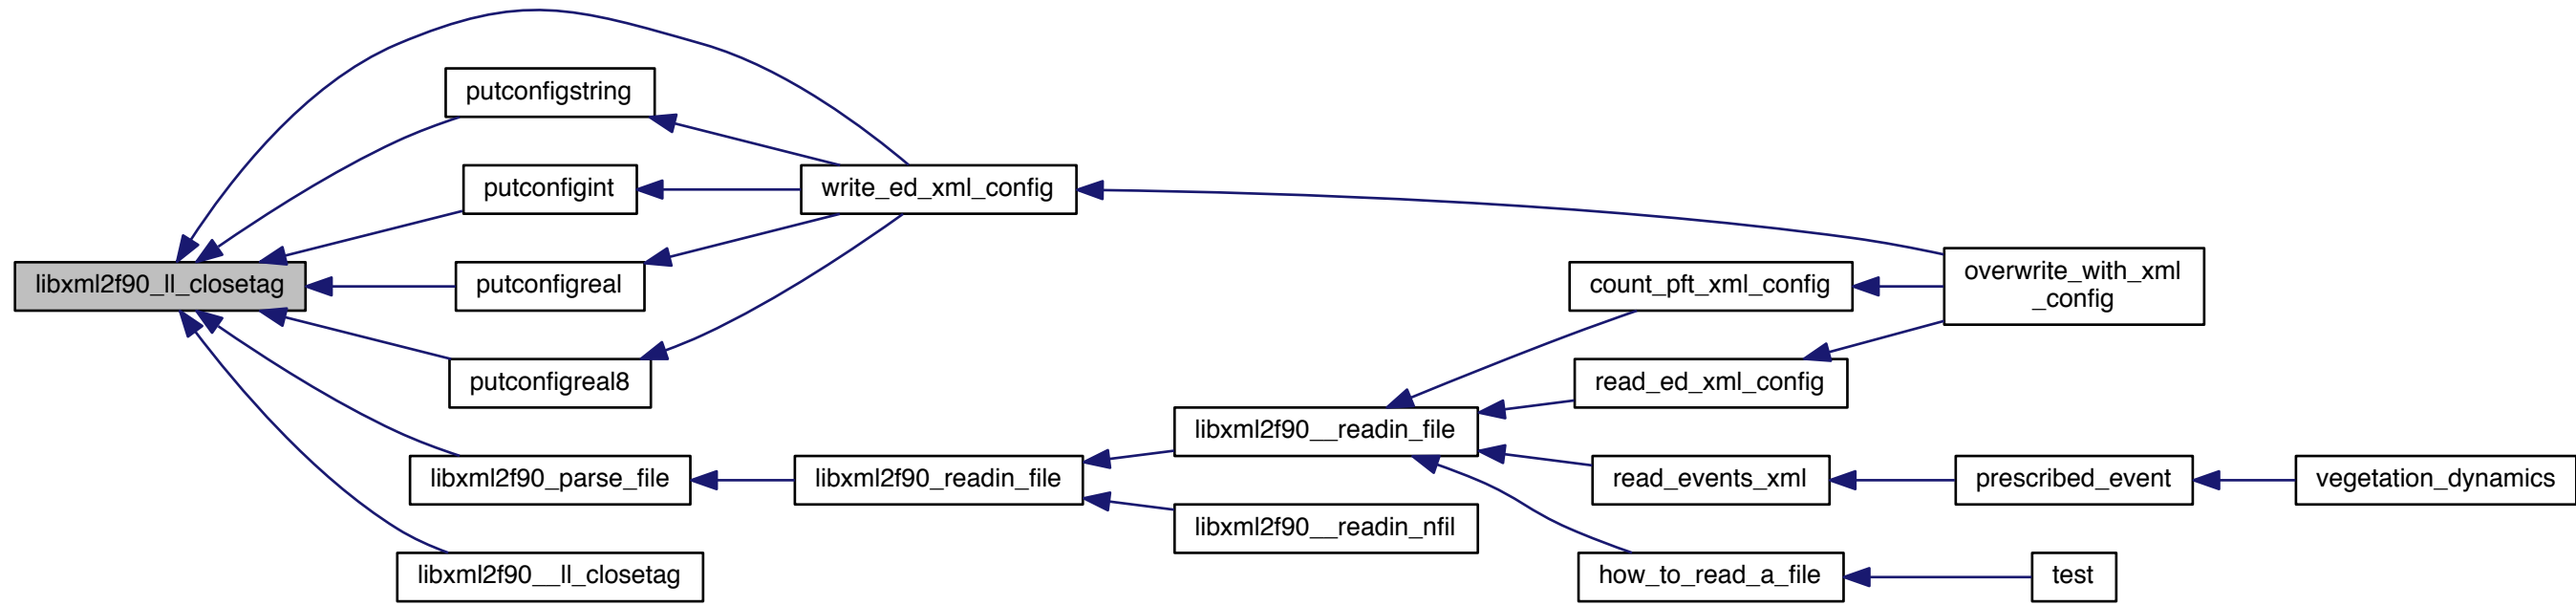 putconfigstring
putconfigint
write_ed_xml_config
libxml2f90_ll_closetag
putconfigreal
count_pft_xml_config
overwrite_with_xml
_config
putconfigreal8
read_ed_xml_config
libxml2f90__readin_file
libxml2f90_parse_file
libxml2f90_readin_file
read_events_xml
prescribed_event
vegetation_dynamics
libxml2f90__readin_nfil
libxml2f90__ll_closetag
how_to_read_a_file
test